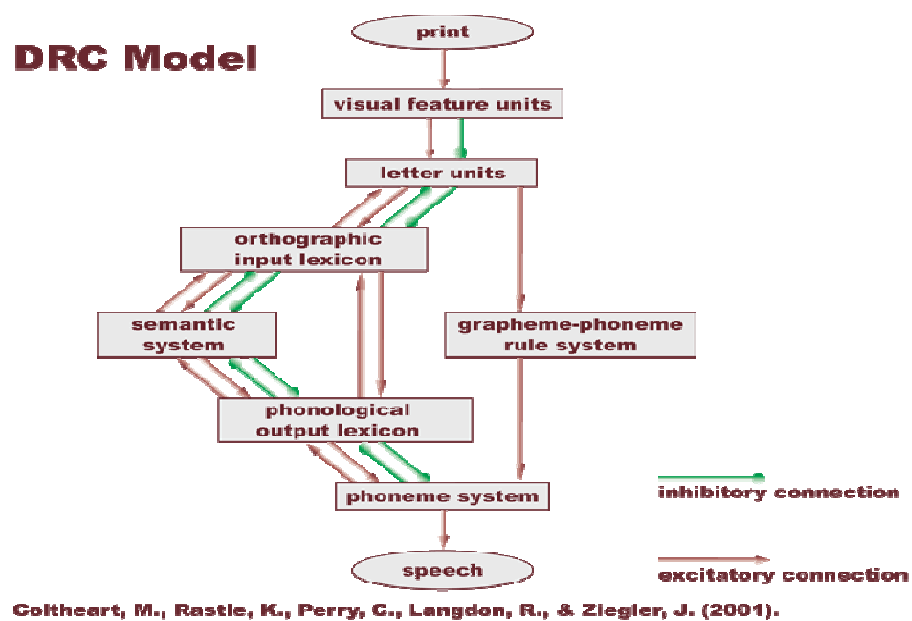 print
DRC Model
visual feature units
letter units
orthographic
input lexicon
semantic
system
grapheme-phoneme
rule system
phonological
output lexicon
phoneme system
inhibitory connection
speech
excitatory connection
Coltheart, M., Rastle, K., Perry, C., Langdon, R., & Ziegler, J. (2001).